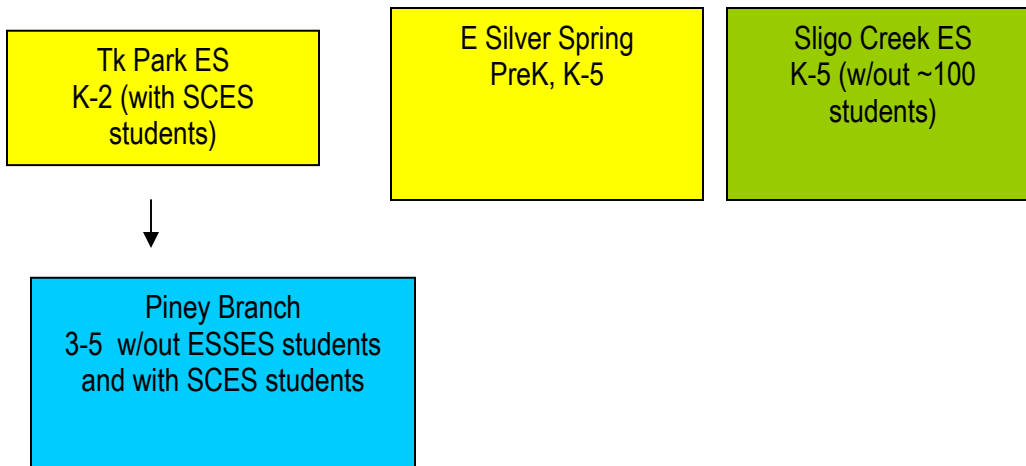 Tk Park ES
K-2 (with SCES
students)
E Silver Spring
PreK, K-5
Sligo Creek ES
K-5 (w/out ~100
students)
Piney Branch
3-5 w/out ESSES students
and with SCES students